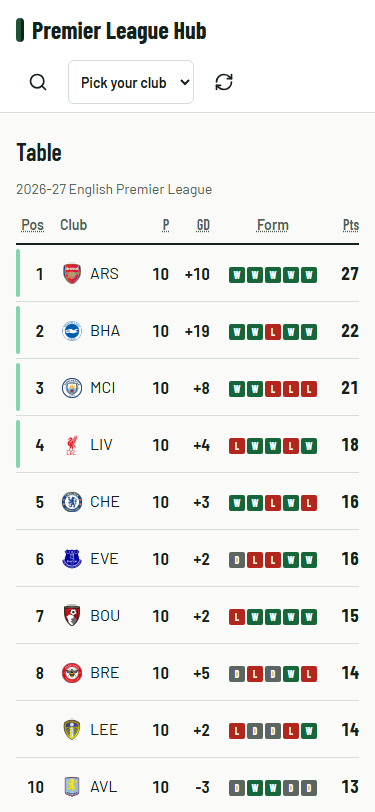 Premier League Hub
Pick your club
Table
2026-27 English Premier League
Pos Club P GD Form Pts
1 ARS 10 +10 W W W W W 27
2 BHA 10 +19 W W L W W 22
3 MCI 10 +8 W W L L L 21
4 LIV 10 +4 L W W L W 18
5 CHE 10 +3 W W L W L 16
6 EVE 10 +2 D L L W W 16
7 BOU 10 +2 L W W W W 15
8 BRE 10 +5 D L D W L 14
9 LEE 10 +2 L D D L W 14
10 AVL 10 -3 D W W D D 13